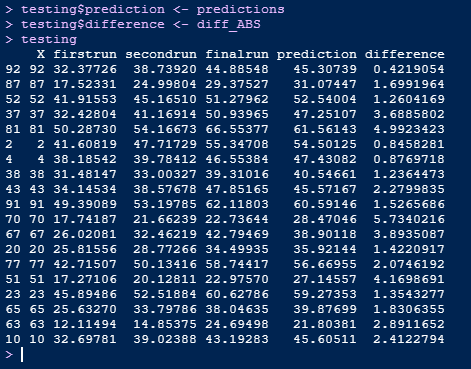 > testing$prediction <- predictions
> testing$difference <- diff_ABS
> testing
X firstrun secondrun finalrun prediction difference
92 92 32.37726 38.73920 44.88548 45.30739 0.4219054
87 87 17.52331 24.99804 29.37527 31.07447 1.6991964
52 52 41.91553 45.16510 51.27962 52.54004 1.2604169
37 37 32.42804 41.16914 50.93965 47.25107 3.6885802
81 81 50.28730 54.16673 66.55377 61.56143 4.9923423
2 2 41.60819 47.71729 55.34708 54.50125 0.8458281
4 4 38.18542 39.78412 46.55384 47.43082 0.8769718
38 38 31.48147 33.00327 39.31016 40.54661 1.2364473
43 43 34.14534 38.57678 47.85165 45.57167 2.2799835
91 91 49.39089 53.19785 62.11803 60.59146 1.5265686
70 70 17.74187 21.66239 22.73644 28.47046 5.7340216
67 67 26.02081 32.46219 42.79469 38.90118 3.8935087
20 20 25.81556 28.77266 34.49935 35.92144 1.4220917
77 77 42.71507 50.13416 58.74417 56.66955 2.0746192
51 51 17.27106 20.12811 22.97570 27.14557 4.1698691
23 23 45.89486 52.51884 60.62786 59.27353 1.3543277
65 65 25.63270 33.79786 38.04635 39.87699 1.8306355
63 63 12.11494 14.85375 24.69498 21.80381 2.8911652
10 10 32.69781 39.02388 43.19283 45.60511 2.4122794
>